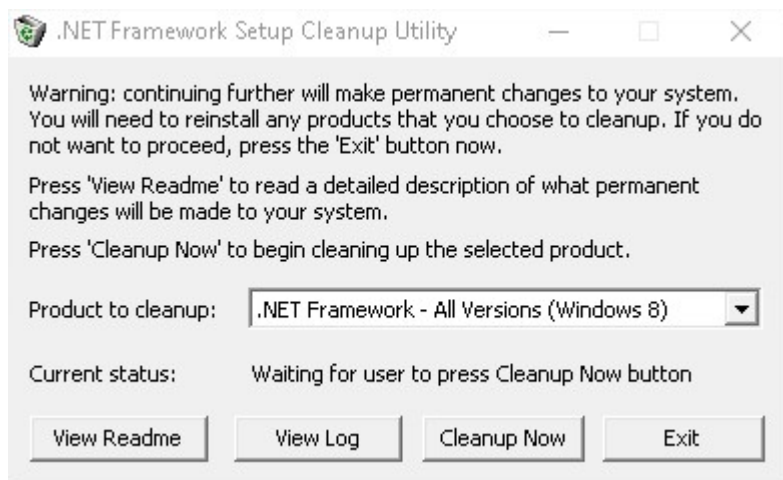 .NET Framework Setup Cleanup Utility
Warning: continuing further will make permanent changes to your system.
You will need to reinstall any products that you choose to cleanup. If you do
not want to proceed, press the 'Exit' button now.
Press 'View Readme' to read a detailed description of what permanent
changes will be made to your system.
Press 'Cleanup Now' to begin cleaning up the selected product.
Product to cleanup: .NET Framework - All Versions (Windows 8)
Current status: Waiting for user to press Cleanup Now button
View Readme View Log Cleanup Now Exit